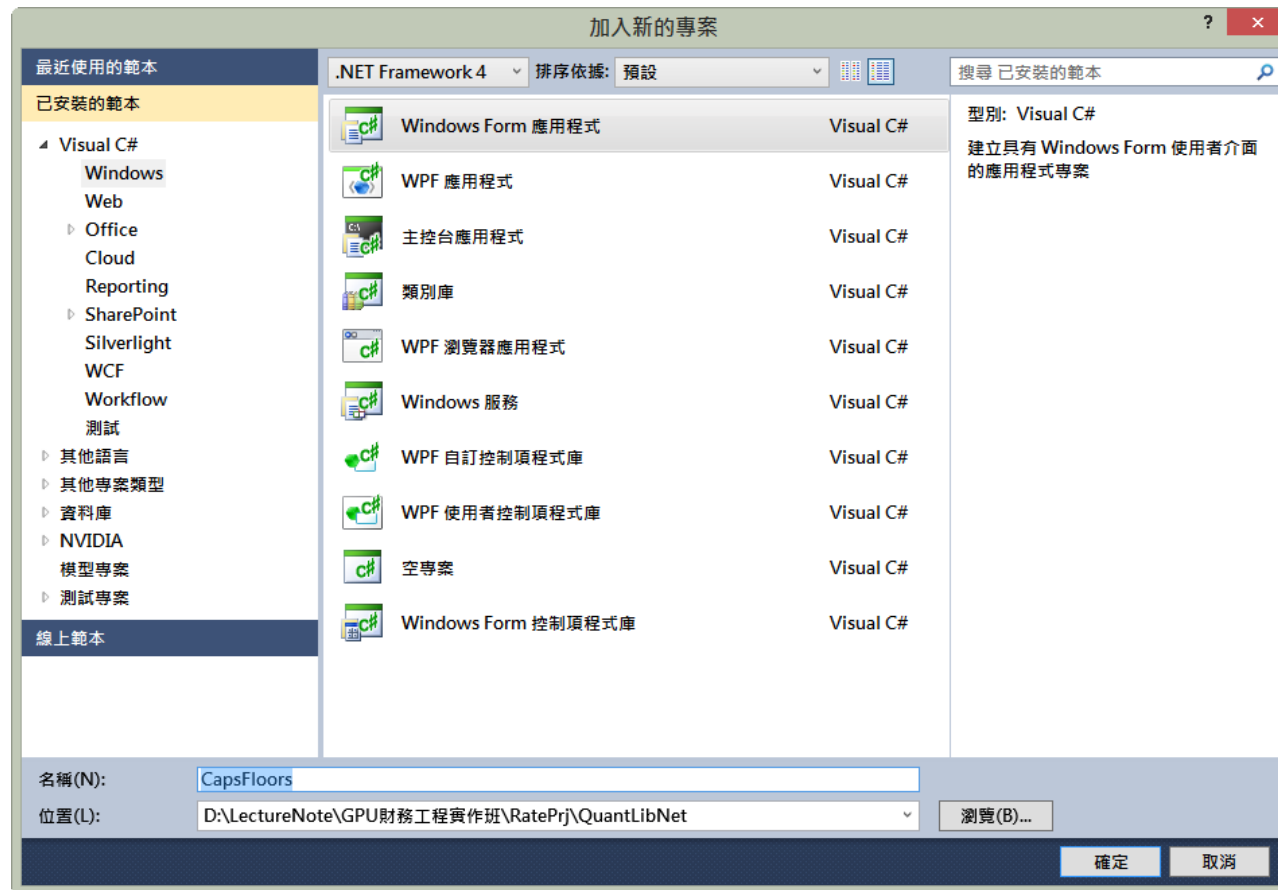 加入新的專案
?
最近使用的範本
已安裝的範本
Visual C#
Windows
Web
Office
Cloud
Reporting
SharePoint
Silverlight
WCF
Workflow
測試
其他語言
其他專案類型
資料庫
NVIDIA
模型專案
測試專案
線上範本
.NET Framework 4 排序依據: 預設
Windows Form 應用程式 Visual C#
WPF 應用程式 Visual C#
主控台應用程式 Visual C#
類別庫 Visual C#
WPF 瀏覽器應用程式 Visual C#
Windows 服務 Visual C#
WPF 自訂控制項程式庫 Visual C#
WPF 使用者控制項程式庫 Visual C#
空專案 Visual C#
Windows Form 控制項程式庫 Visual C#
搜尋 已安裝的範本
型別: Visual C#
建立具有 Windows Form 使用者介面
的應用程式專案
名稱(N): CapsFloors
位置(L): D:\LectureNote\GPU財務工程實作班\RatePrj\QuantLibNet 瀏覽(B)...
確定 取消